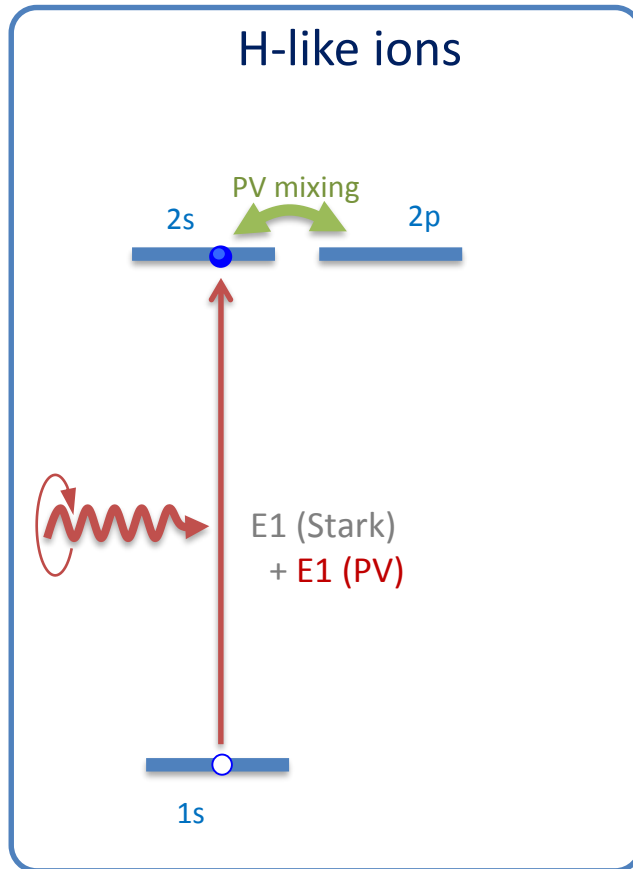 H-like ions
PV mixing
2s
2p
E1 (Stark)
+ E1 (PV)
1s